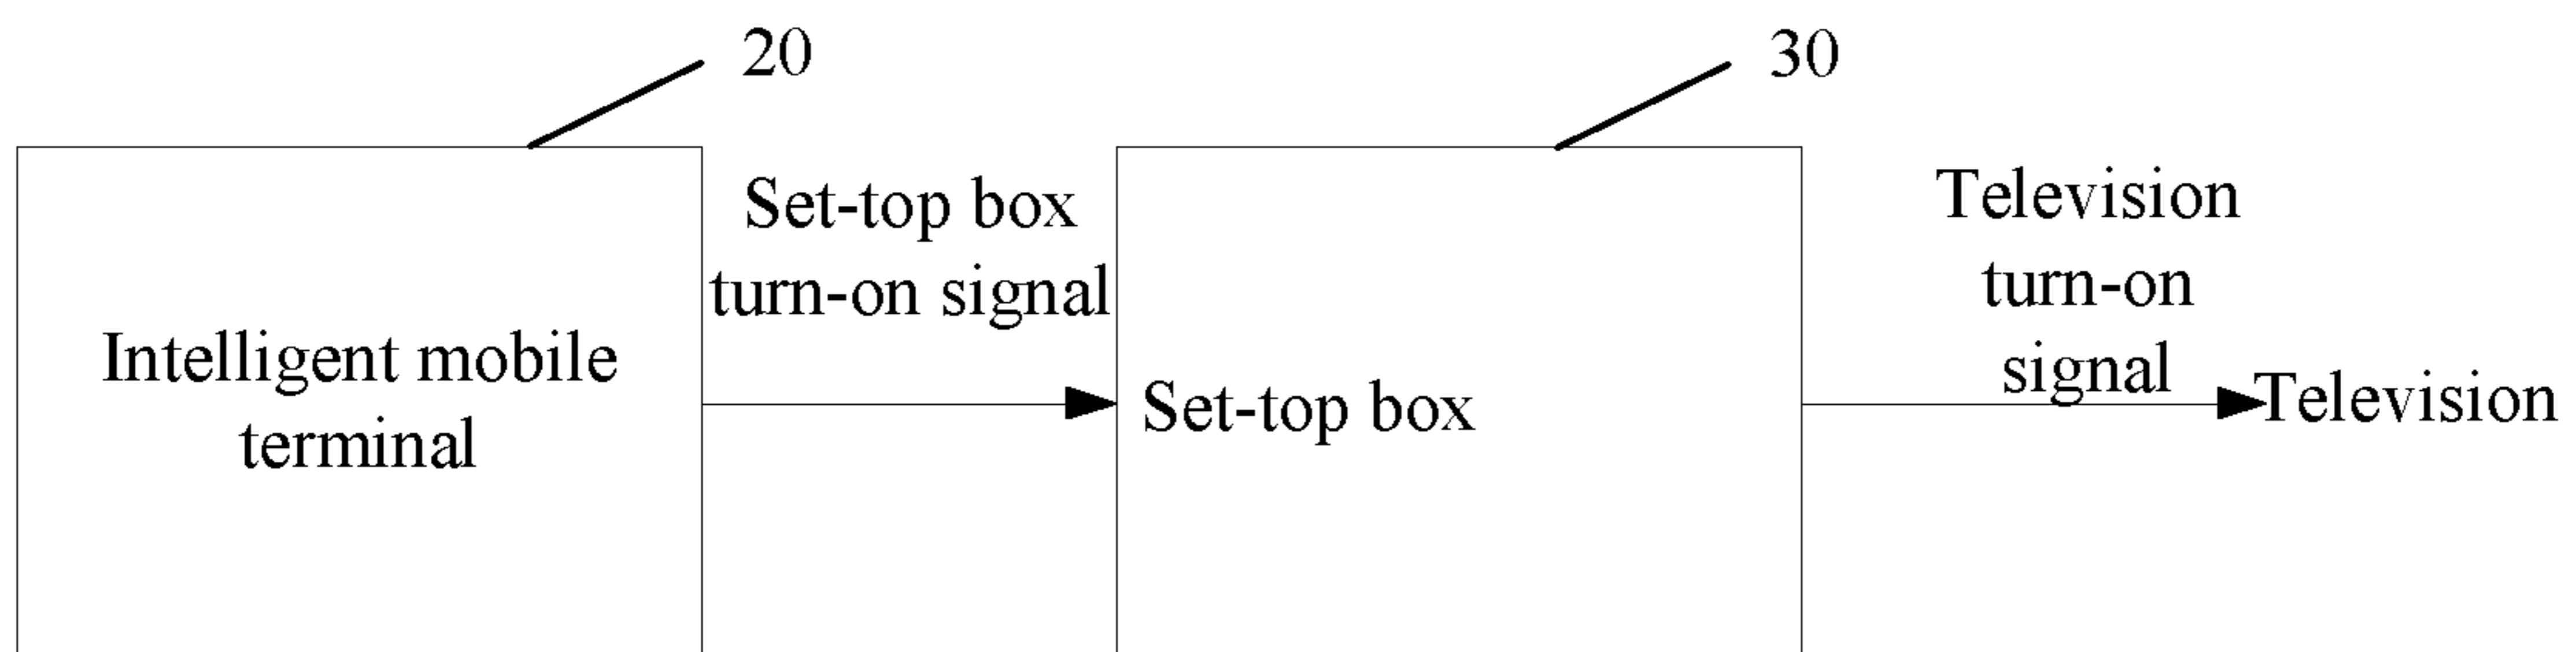 20
30
Intelligent mobile
terminal
Set-top box
turn-on signal
Set-top box
Television
turn-on
signal
Television